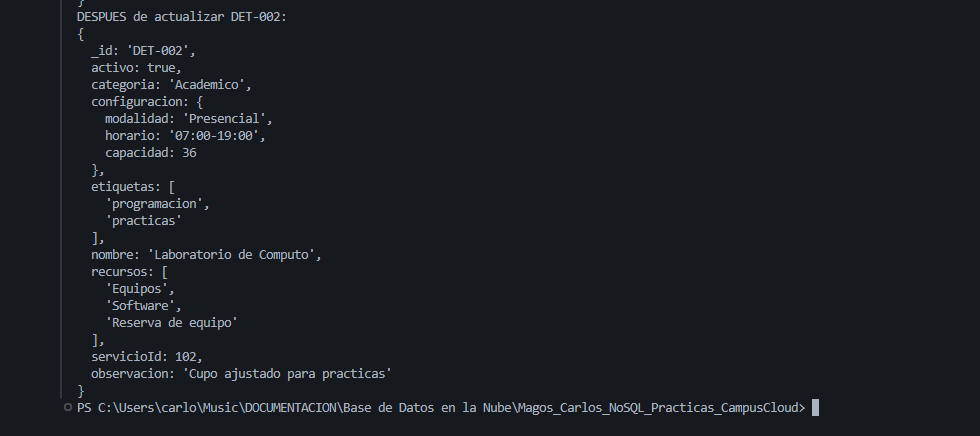 }
DESPUES de actualizar DET-002:
{
  _id: 'DET-002',
  activo: true,
  categoria: 'Academico',
  configuracion: {
    modalidad: 'Presencial',
    horario: '07:00-19:00',
    capacidad: 36
  },
  etiquetas: [
    'programacion',
    'practicas'
  ],
  nombre: 'Laboratorio de Computo',
  recursos: [
    'Equipos',
    'Software',
    'Reserva de equipo'
  ],
  servicioId: 102,
  observacion: 'Cupo ajustado para practicas'
}
PS C:\Users\carlo\Music\DOCUMENTACION\Base de Datos en la Nube\Magos_Carlos_NoSQL_Practicas_CampusCloud>